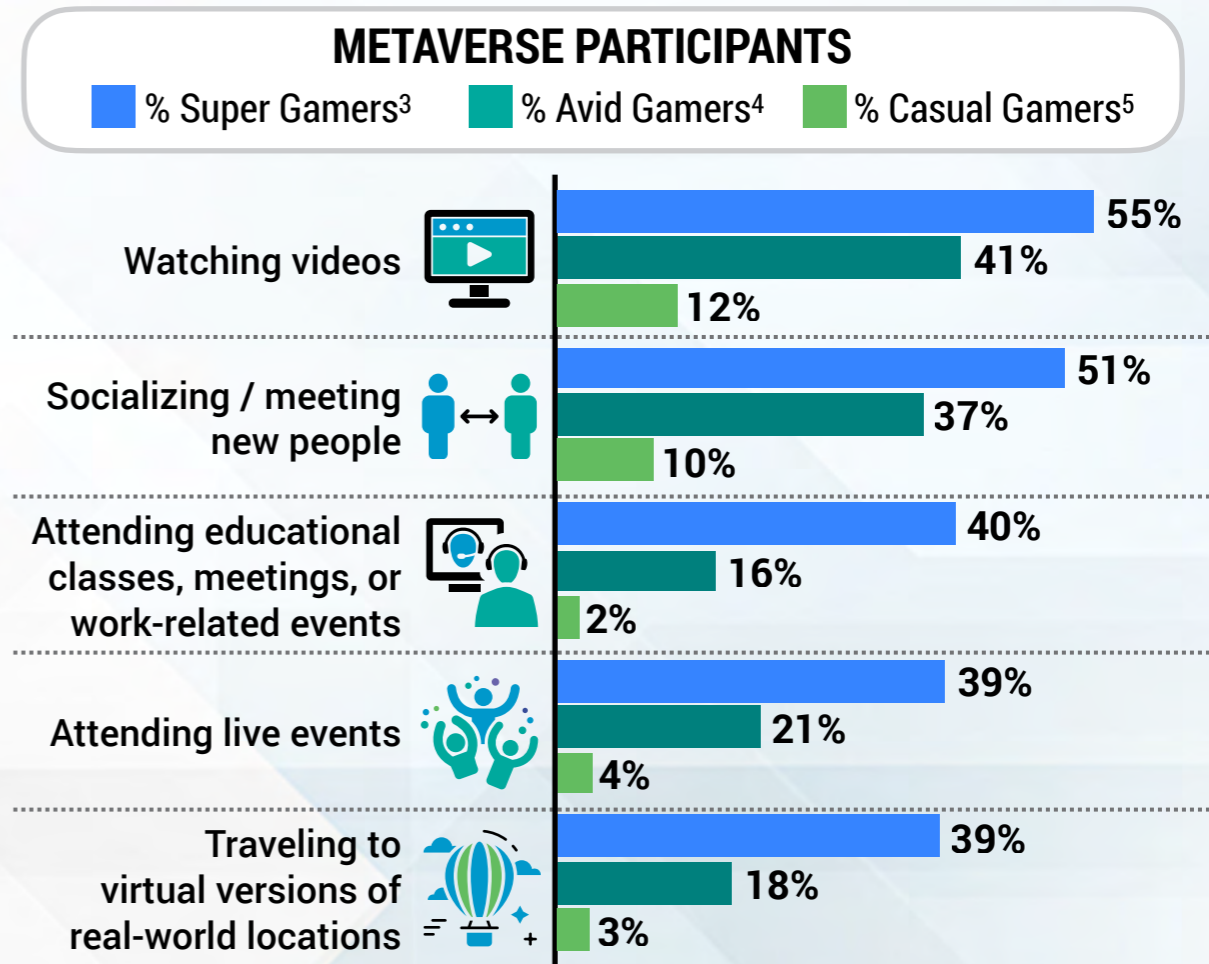 METAVERSE PARTICIPANTS
% Super Gamers³ % Avid Gamers⁴ % Casual Gamers⁵
Watching videos
55%
41%
12%
Socializing / meeting
new people
51%
37%
10%
Attending educational
classes, meetings, or
work-related events
40%
16%
2%
Attending live events
39%
21%
4%
Traveling to
virtual versions of
real-world locations
39%
18%
3%